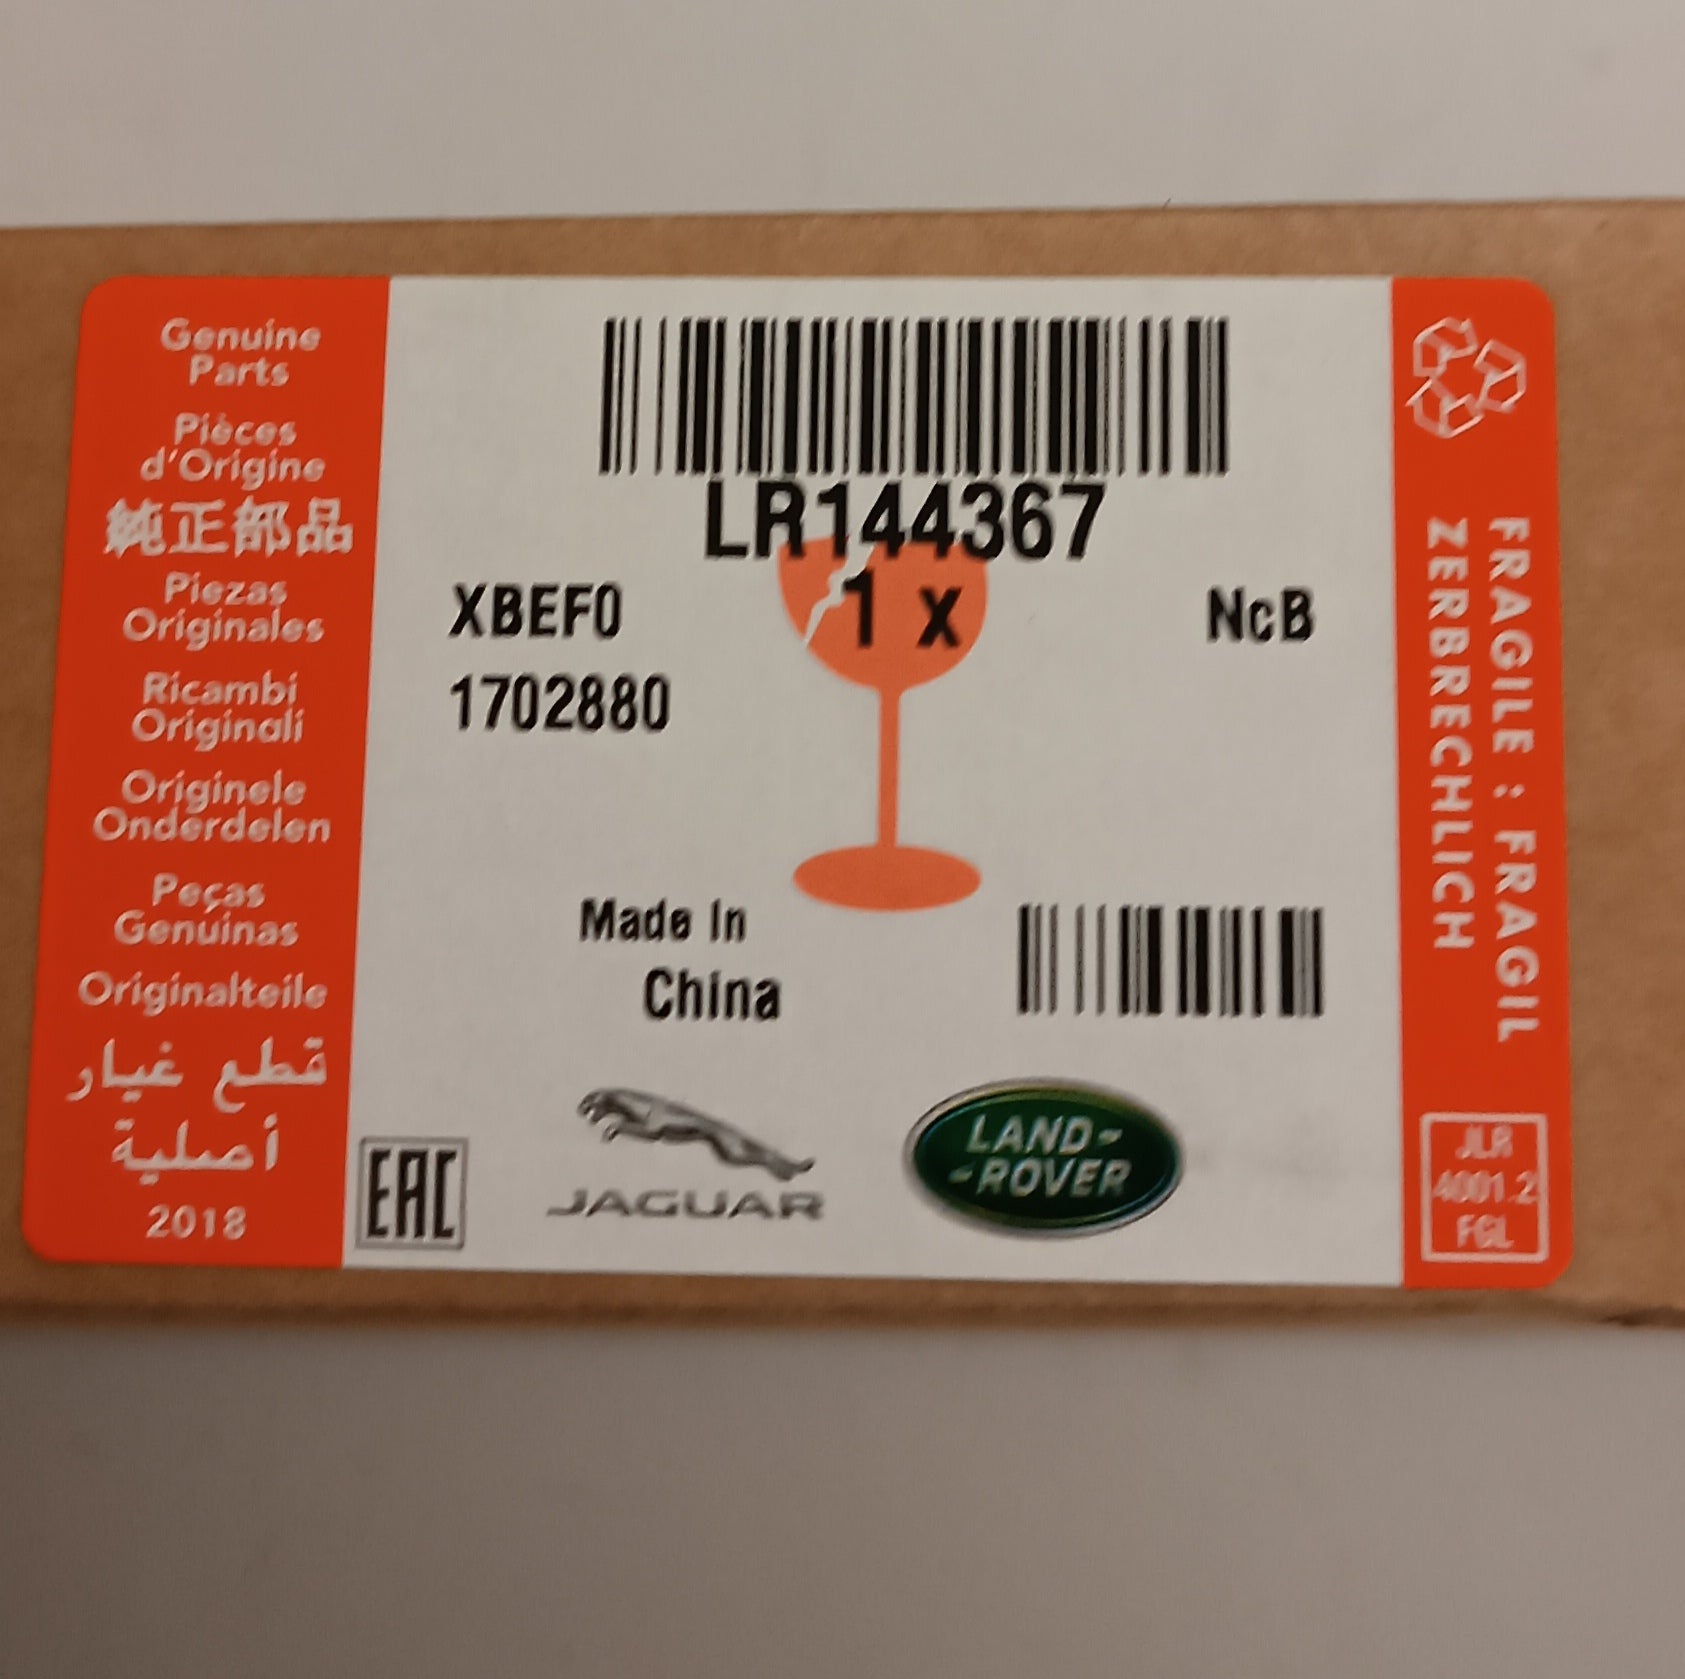 Genuine
Parts
Pièces
d'Origine
純正部品
Piezas
Originales
Ricambi
Originali
Originele
Onderdelen
Peças
Genuinas
Originalteile
قطع غيار
أصلية
2018
LR144367
XBEF0
1 x
NcB
1702880
Made In
China
EAC
JAGUAR
LAND-
-ROVER
FRAGILE : FRAGIL
ZERBRECHLICH
JLR
4001.2
FGL